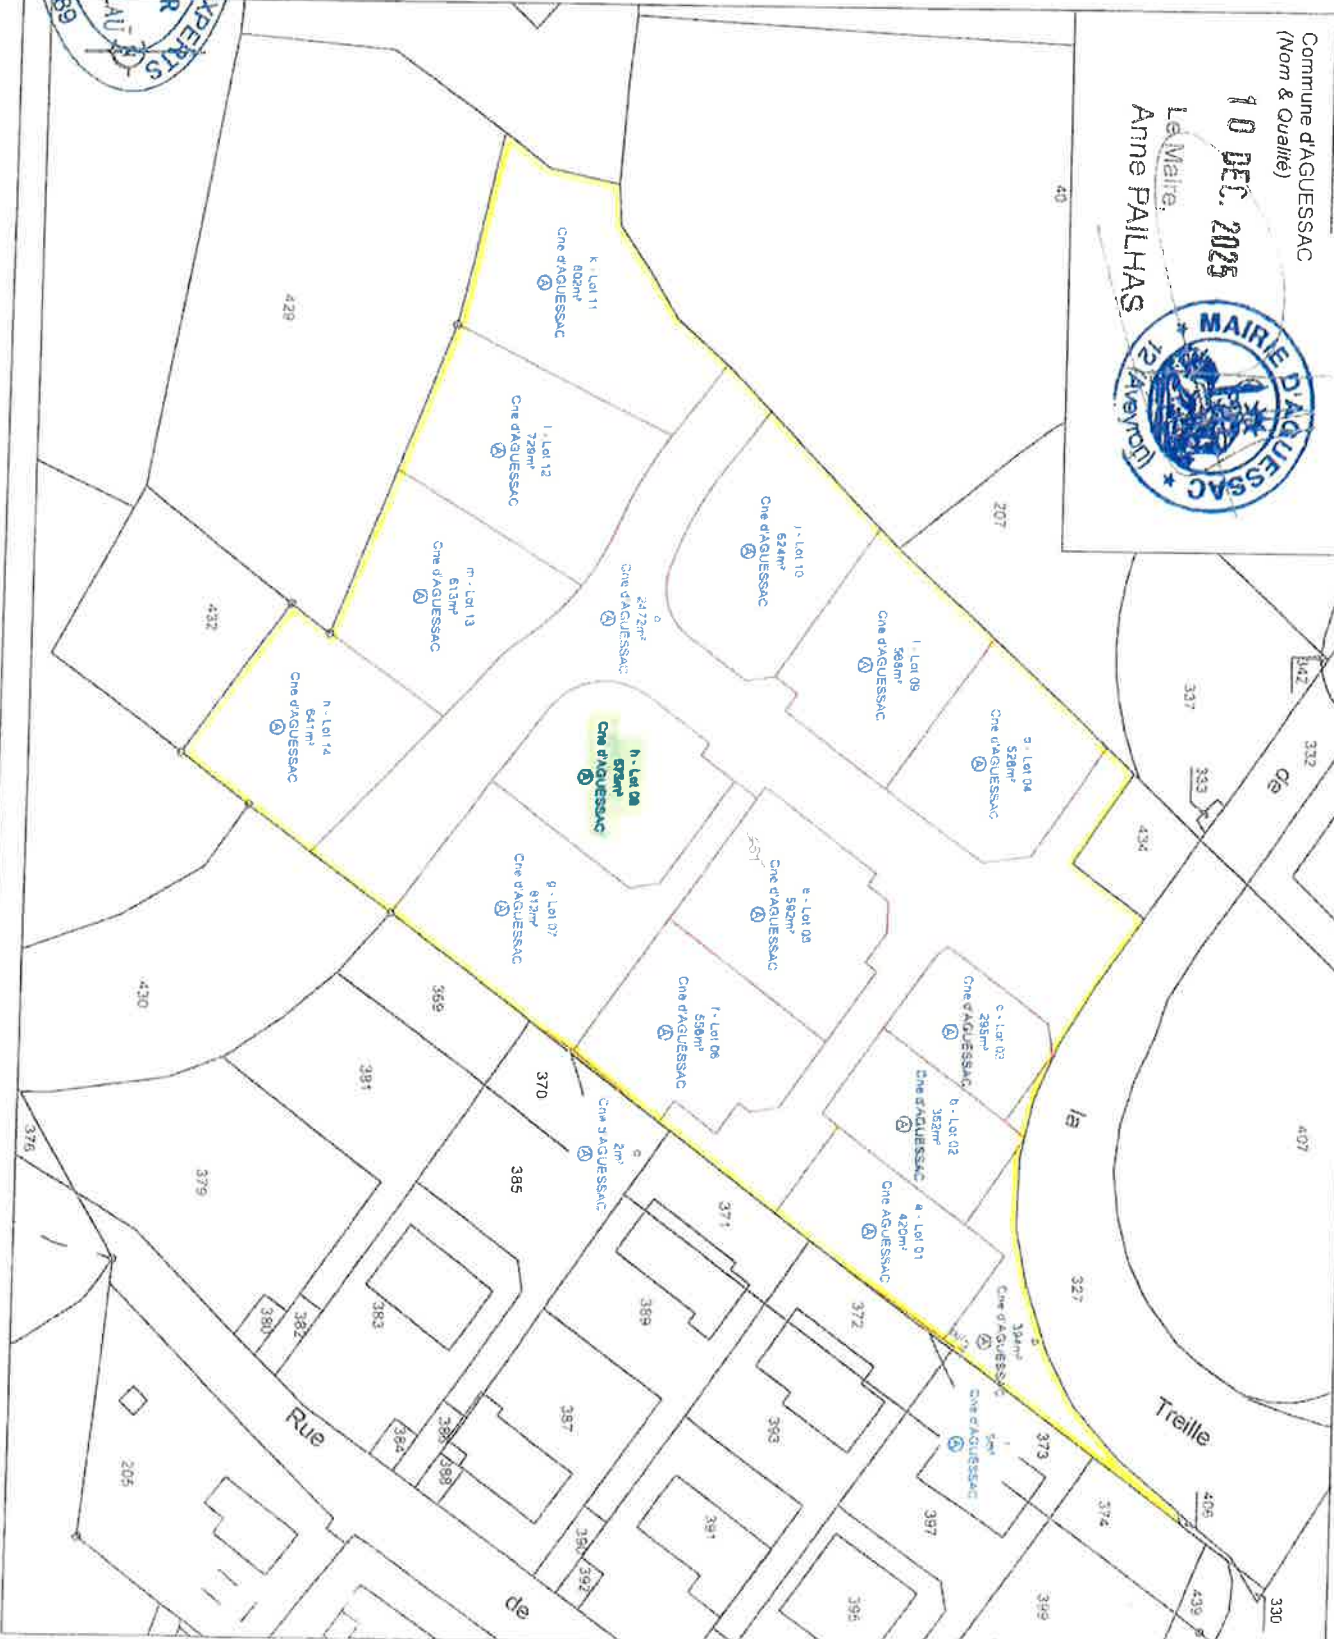 Commune d'AGUESSAC
(Nom & Qualité)
10 DEC. 2025
Le Maire,
Anne PAILHAS
MAIRIE D'AGUESSAC
12 (Aveyron)
EXPERTS
89
40
207
337
342
332
333
de
434
407
la
327
Treille
406
330
439
374
373
399
397
395
372
393
391
371
389
387
390
392
370
385
369
381
383
386
388
384
382
380
379
376
205
430
432
429
Rue
de
k - Lot 11
802m²
Cne d'AGUESSAC
A
l - Lot 12
729m²
Cne d'AGUESSAC
A
m - Lot 13
613m²
Cne d'AGUESSAC
A
n - Lot 14
641m²
Cne d'AGUESSAC
A
o
2472m²
Cne d'AGUESSAC
A
j - Lot 10
624m²
Cne d'AGUESSAC
A
i - Lot 09
568m²
Cne d'AGUESSAC
A
Lot 04
528m²
Cne d'AGUESSAC
A
h - Lot 08
Cne d'AGUESSAC
A
g - Lot 07
Cne d'AGUESSAC
A
e - Lot 05
592m²
Cne d'AGUESSAC
A
f - Lot 06
556m²
Cne d'AGUESSAC
A
c - Lot 03
295m²
Cne d'AGUESSAC
A
b - Lot 02
352m²
Cne d'AGUESSAC
A
a - Lot 01
420m²
Cne AGUESSAC
A
q
2m²
Cne d'AGUESSAC
A
p
Cne d'AGUESSAC
A
Cne d'AGUESSAC
A